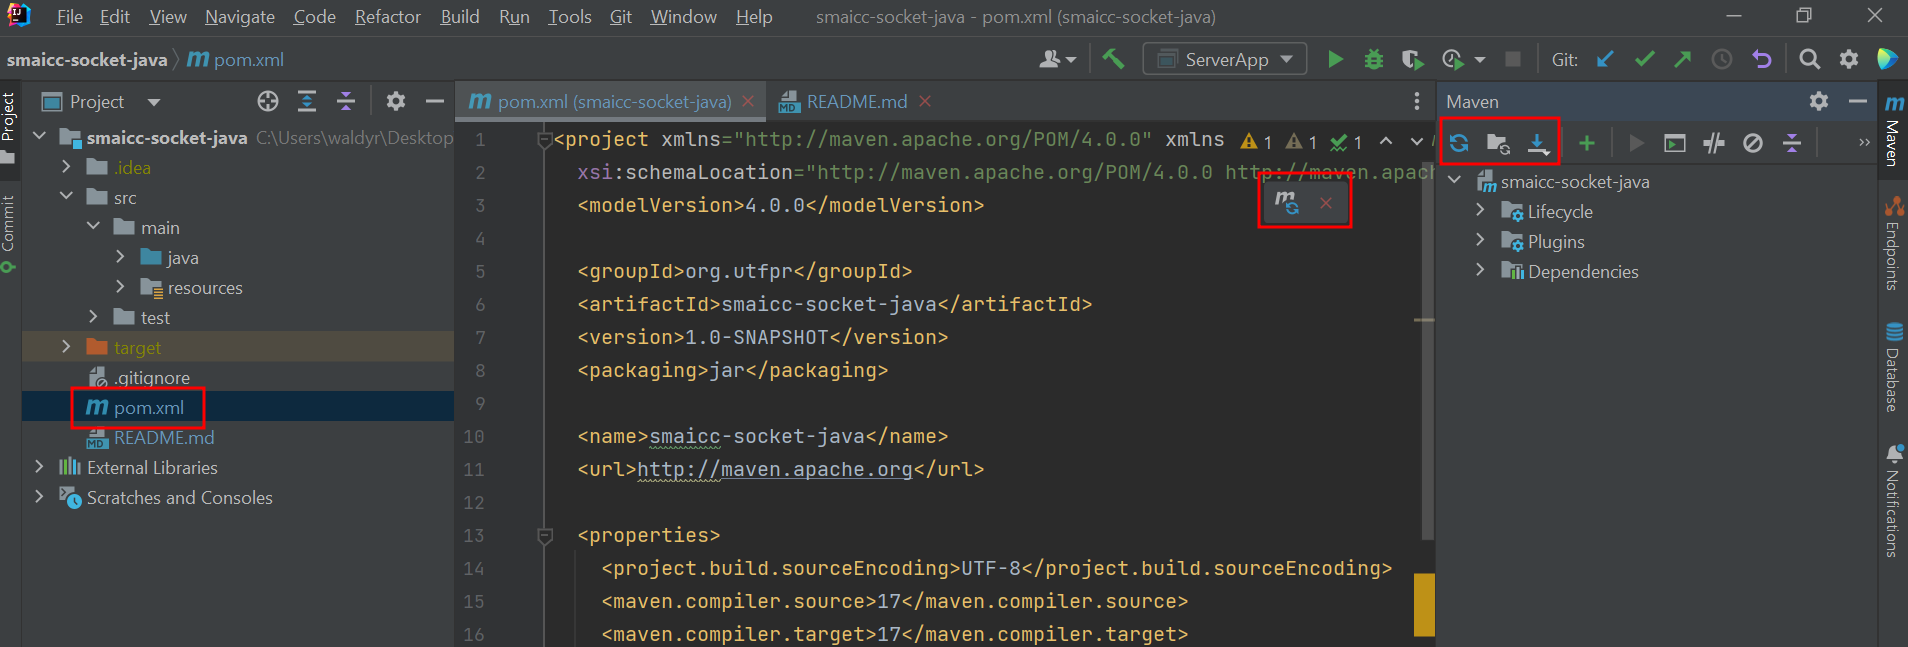 File Edit View Navigate Code Refactor Build Run Tools Git Window Help smaicc-socket-java - pom.xml (smaicc-socket-java)
smaicc-socket-java m pom.xml ServerApp Git:
Project
Project
smaicc-socket-java C:\Users\waldyr\Desktop
.idea
src
main
java
resources
test
target
.gitignore
m pom.xml
MD README.md
External Libraries
Scratches and Consoles
Commit
m pom.xml (smaicc-socket-java) MD README.md
1 <project xmlns="http://maven.apache.org/POM/4.0.0" xmlns 1 1 1
2 xsi:schemaLocation="http://maven.apache.org/POM/4.0.0 http://maven.apac
3 <modelVersion>4.0.0</modelVersion>
4
5 <groupId>org.utfpr</groupId>
6 <artifactId>smaicc-socket-java</artifactId>
7 <version>1.0-SNAPSHOT</version>
8 <packaging>jar</packaging>
9
10 <name>smaicc-socket-java</name>
11 <url>http://maven.apache.org</url>
12
13 <properties>
14 <project.build.sourceEncoding>UTF-8</project.build.sourceEncoding>
15 <maven.compiler.source>17</maven.compiler.source>
16 <maven.compiler.target>17</maven.compiler.target>
m
Maven
smaicc-socket-java
Lifecycle
Plugins
Dependencies
m Maven
Endpoints
Database
Notifications